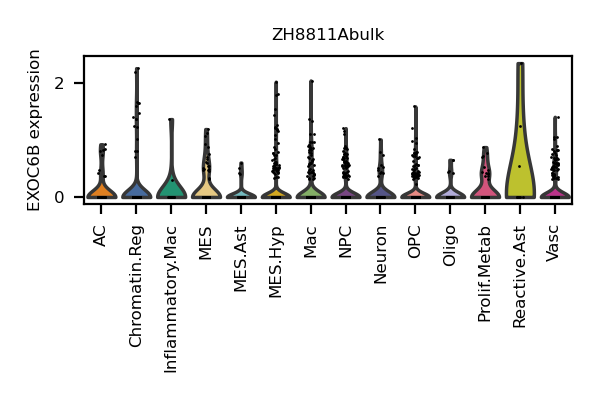 ZH8811Abulk
EXOC6B expression
2
0
AC
Chromatin.Reg
Inflammatory.Mac
MES
MES.Ast
MES.Hyp
Mac
NPC
Neuron
OPC
Oligo
Prolif.Metab
Reactive.Ast
Vasc